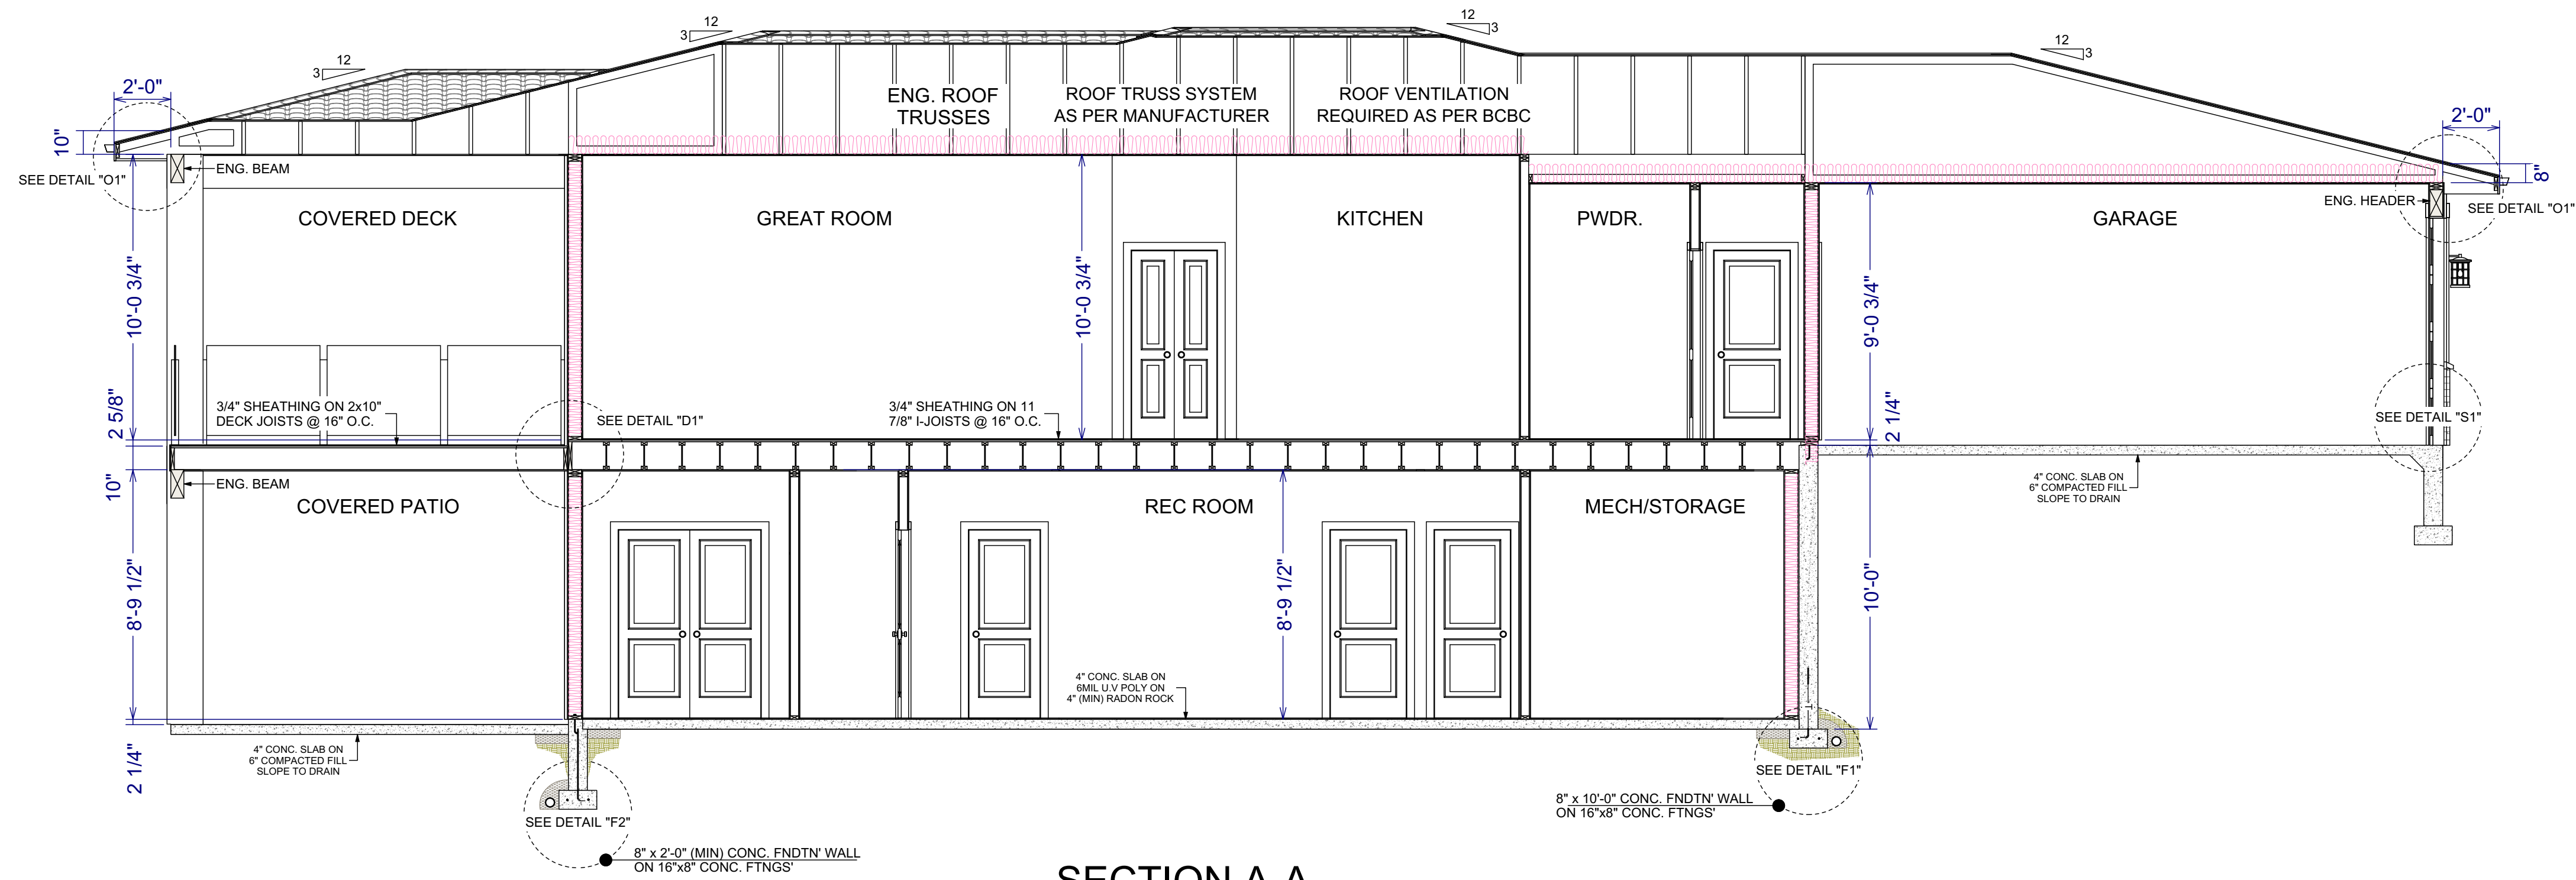 12
3
12
3
12
3
12
3
2'-0"
10"
ENG. ROOF
TRUSSES
ROOF TRUSS SYSTEM
AS PER MANUFACTURER
ROOF VENTILATION
REQUIRED AS PER BCBC
2'-0"
8"
SEE DETAIL "O1"
ENG. BEAM
ENG. HEADER
SEE DETAIL "O1"
COVERED DECK
GREAT ROOM
KITCHEN
PWDR.
GARAGE
10'-0 3/4"
10'-0 3/4"
9'-0 3/4"
2 5/8"
3/4" SHEATHING ON 2x10"
DECK JOISTS @ 16" O.C.
SEE DETAIL "D1"
3/4" SHEATHING ON 11
7/8" I-JOISTS @ 16" O.C.
2 1/4"
SEE DETAIL "S1"
10"
ENG. BEAM
4" CONC. SLAB ON
6" COMPACTED FILL
SLOPE TO DRAIN
COVERED PATIO
REC ROOM
MECH/STORAGE
8'-9 1/2"
8'-9 1/2"
10'-0"
4" CONC. SLAB ON
6MIL U.V POLY ON
4" (MIN) RADON ROCK
2 1/4"
4" CONC. SLAB ON
6" COMPACTED FILL
SLOPE TO DRAIN
SEE DETAIL "F1"
8" x 10'-0" CONC. FNDTN' WALL
ON 16"x8" CONC. FTNGS'
SEE DETAIL "F2"
8" x 2'-0" (MIN) CONC. FNDTN' WALL
ON 16"x8" CONC. FTNGS'
SECTION A-A